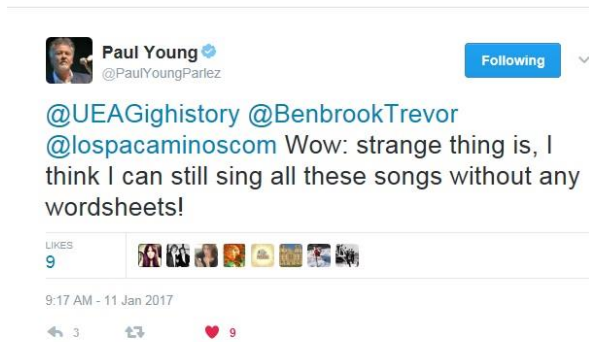 Paul Young
@PaulYoungParlez
Following
@UEAGighistory @BenbrookTrevor
@lospacaminoscom Wow: strange thing is, I
think I can still sing all these songs without any
wordsheets!
LIKES
9
9:17 AM - 11 Jan 2017
3
9